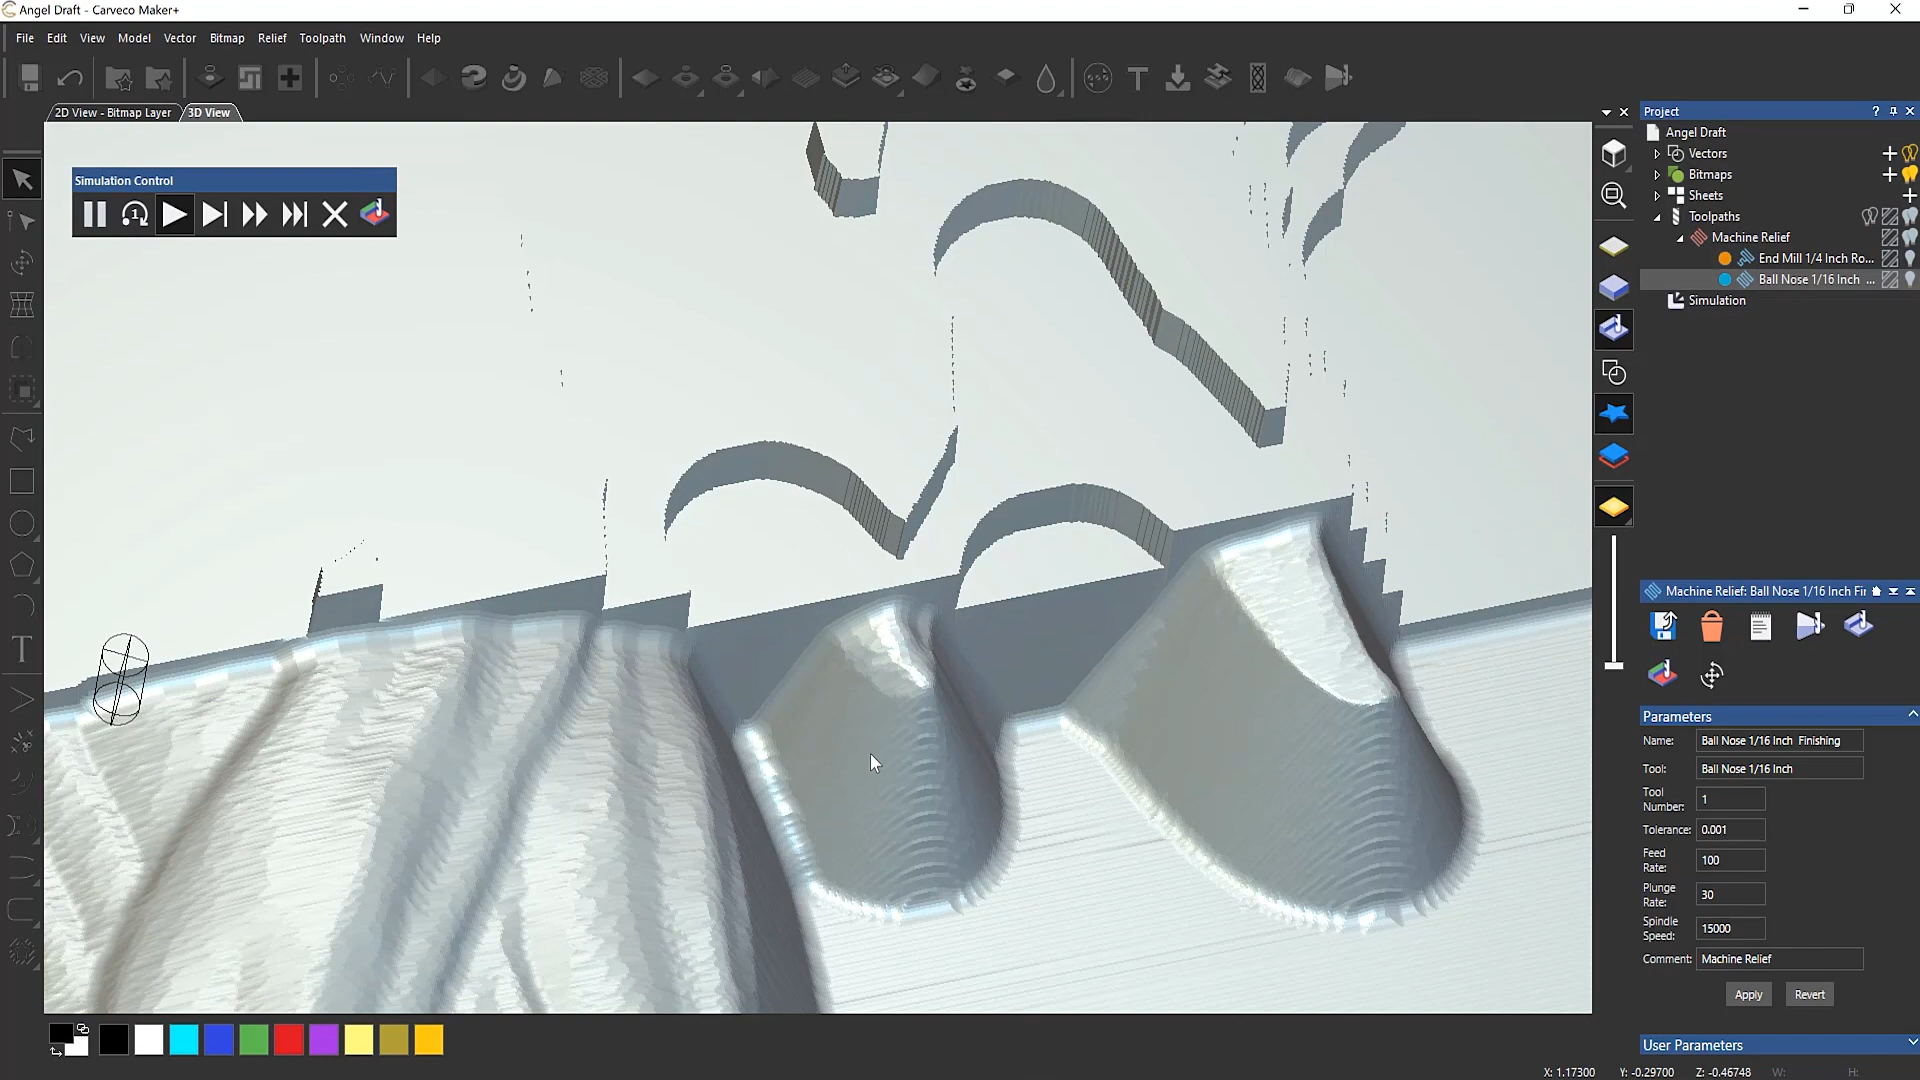 Angel Draft - Carveco Maker+
File Edit View Model Vector Bitmap Relief Toolpath Window Help
2D View - Bitmap Layer 3D View
Simulation Control
Project
Angel Draft
Vectors
Bitmaps
Sheets
Toolpaths
Machine Relief
End Mill 1/4 Inch Ro...
Ball Nose 1/16 Inch ...
Simulation
Machine Relief: Ball Nose 1/16 Inch Fir
Parameters
Name: Ball Nose 1/16 Inch Finishing
Tool: Ball Nose 1/16 Inch
Tool Number: 1
Tolerance: 0.001
Feed Rate: 100
Plunge Rate: 30
Spindle Speed: 15000
Comment: Machine Relief
Apply Revert
User Parameters
X: 1.17300 Y: -0.29700 Z: -0.46748 W: H: